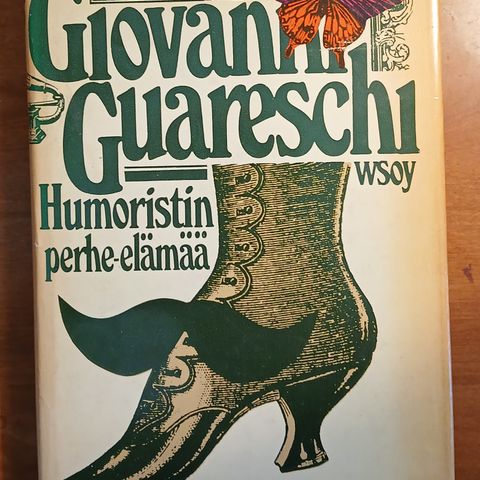 Giovanni
Guareschi
WSOY
Humoristin
perhe-elämää